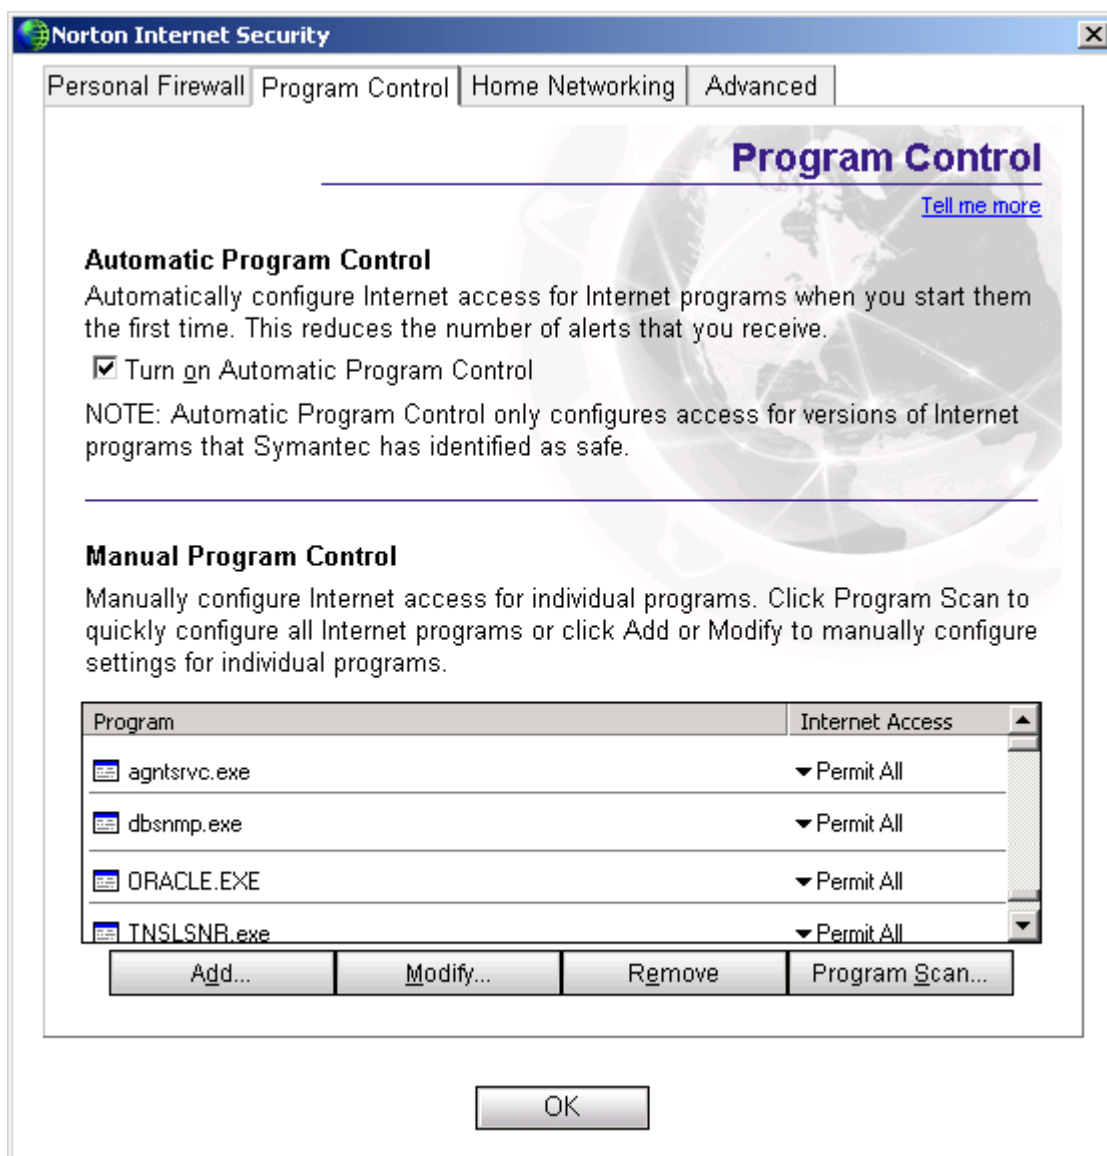 Norton Internet Security
Personal Firewall Program Control Home Networking Advanced
Program Control
Tell me more
Automatic Program Control
Automatically configure Internet access for Internet programs when you start them
the first time. This reduces the number of alerts that you receive.
Turn on Automatic Program Control
NOTE: Automatic Program Control only configures access for versions of Internet
programs that Symantec has identified as safe.
Manual Program Control
Manually configure Internet access for individual programs. Click Program Scan to
quickly configure all Internet programs or click Add or Modify to manually configure
settings for individual programs.
Program Internet Access
agntsrvc.exe Permit All
dbsnmp.exe Permit All
ORACLE.EXE Permit All
TNSLSNR.exe Permit All
Add... Modify... Remove Program Scan...
OK